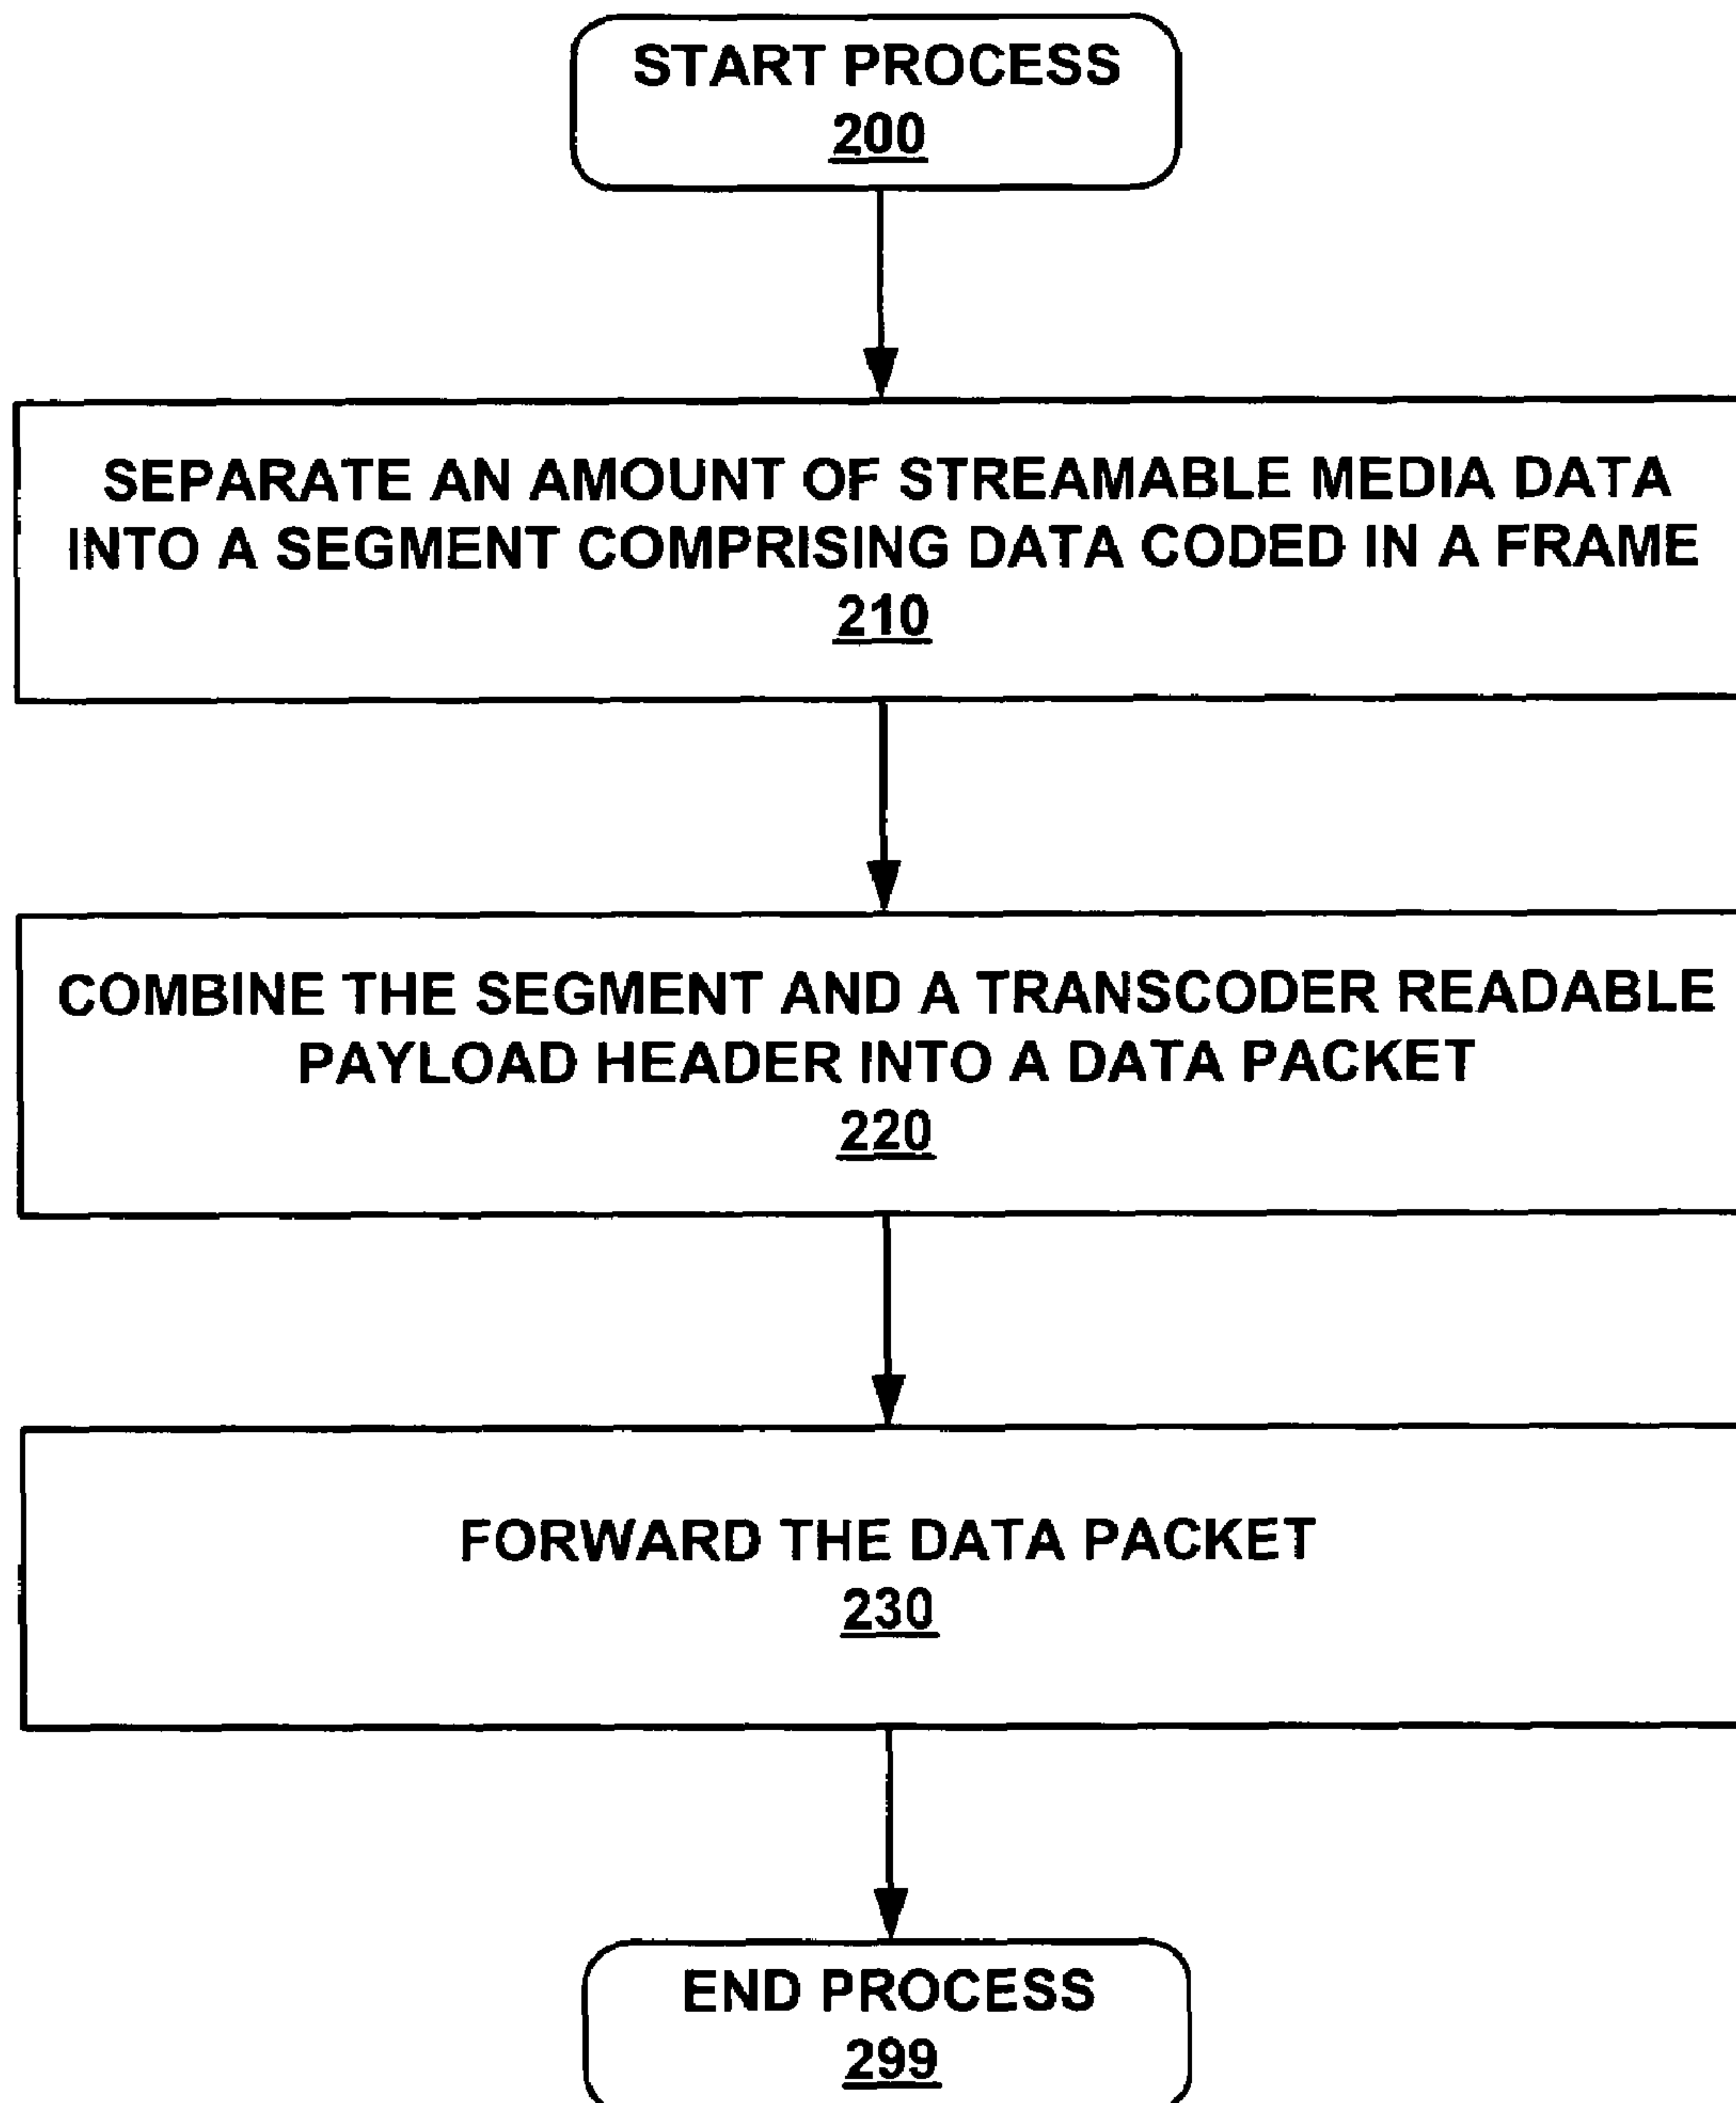 START PROCESS
200
SEPARATE AN AMOUNT OF STREAMABLE MEDIA DATA
INTO A SEGMENT COMPRISING DATA CODED IN A FRAME
210
COMBINE THE SEGMENT AND A TRANSCODER READABLE
PAYLOAD HEADER INTO A DATA PACKET
220
FORWARD THE DATA PACKET
230
END PROCESS
299